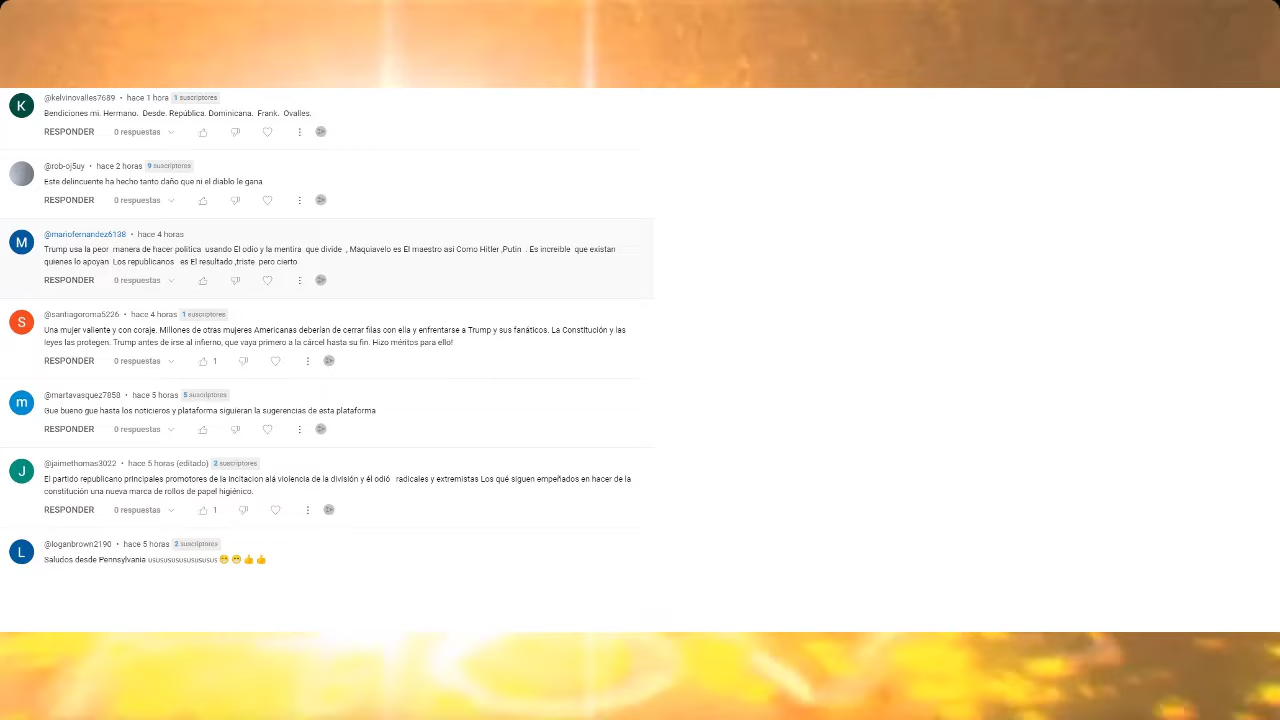 K
@kelvinovalles7689 • hace 1 hora 1 suscriptores
Bendiciones mi. Hermano. Desde. República. Dominicana. Frank. Ovalles.
RESPONDER 0 respuestas
@rob-oj5uy • hace 2 horas 9 suscriptores
Este delincuente ha hecho tanto daño que ni el diablo le gana
RESPONDER 0 respuestas
M
@mariofernandez6138 • hace 4 horas
Trump usa la peor manera de hacer política usando El odio y la mentira que divide , Maquiavelo es El maestro asi Como Hitler ,Putin . Es increible que existan
quienes lo apoyan Los republicanos es El resultado ,triste pero cierto
RESPONDER 0 respuestas
S
@santiagoroma5226 • hace 4 horas 1 suscriptores
Una mujer valiente y con coraje. Millones de otras mujeres Americanas deberían de cerrar filas con ella y enfrentarse a Trump y sus fanáticos. La Constitución y las
leyes las protegen. Trump antes de irse al infierno, que vaya primero a la cárcel hasta su fin. Hizo méritos para ello!
RESPONDER 0 respuestas 1
m
@martavasquez7858 • hace 5 horas 5 suscriptores
Gue bueno gue hasta los noticieros y plataforma siguieran la sugerencias de esta plataforma
RESPONDER 0 respuestas
J
@jaimethomas3022 • hace 5 horas (editado) 2 suscriptores
El partido republicano principales promotores de la incitacion alá violencia de la división y él odió radicales y extremistas Los qué siguen empeñados en hacer de la
constitución una nueva marca de rollos de papel higiénico.
RESPONDER 0 respuestas 1
L
@loganbrown2190 • hace 5 horas 2 suscriptores
Saludos desde Pennsylvania ususususususususus 😁😁👍👍